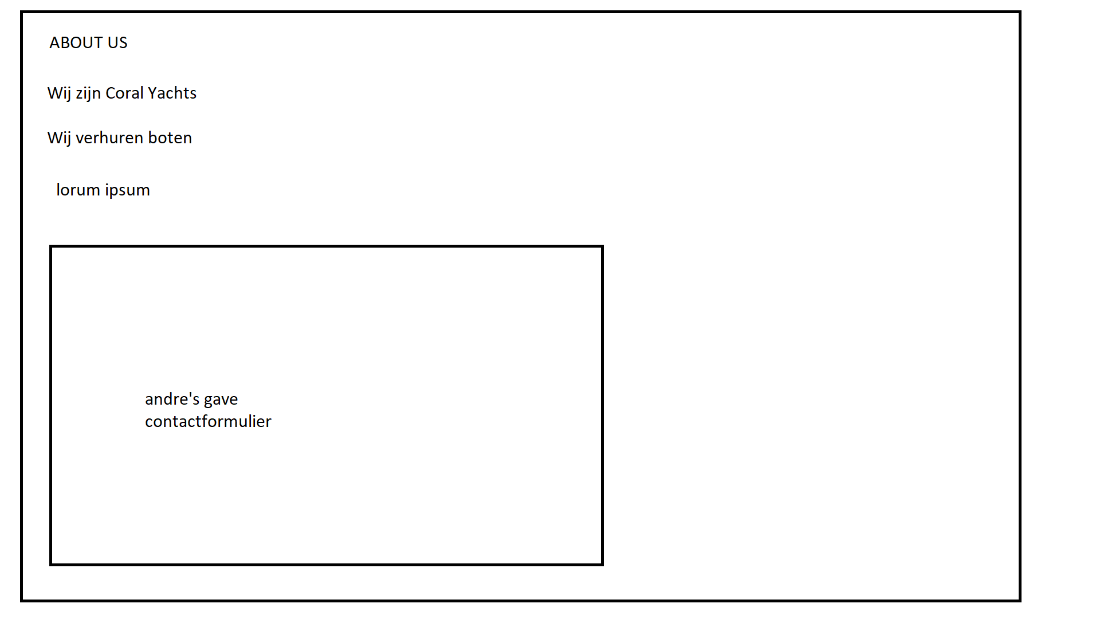 ABOUT US
Wij zijn Coral Yachts
Wij verhuren boten
lorum ipsum
andre's gave
contactformulier